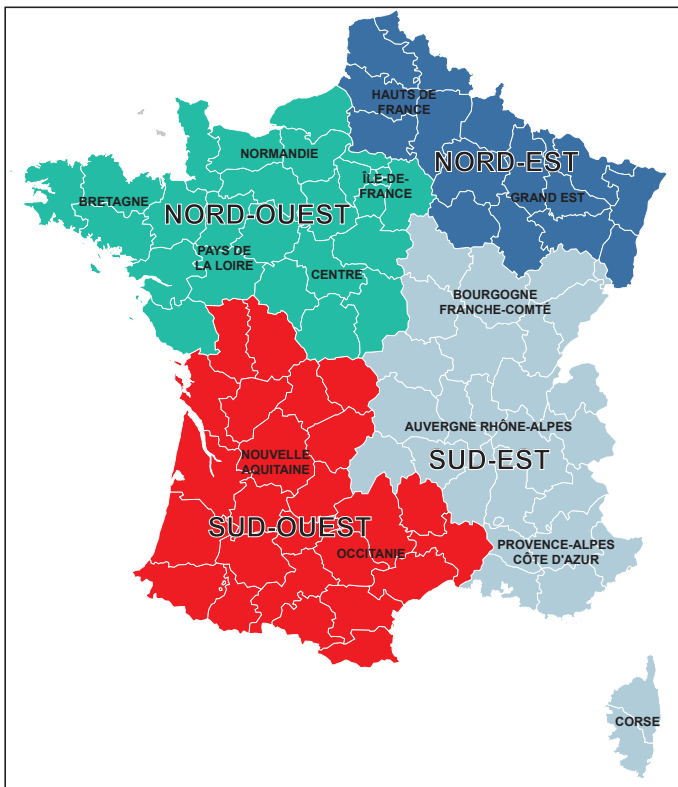 HAUTS DE
FRANCE
NORMANDIE
NORD-EST
ÎLE-DE-
FRANCE
BRETAGNE
GRAND EST
NORD-OUEST
PAYS DE
LA LOIRE
CENTRE
BOURGOGNE
FRANCHE-COMTÉ
AUVERGNE RHÔNE-ALPES
NOUVELLE
AQUITAINE
SUD-EST
SUD-OUEST
OCCITANIE
PROVENCE-ALPES
CÔTE D'AZUR
CORSE